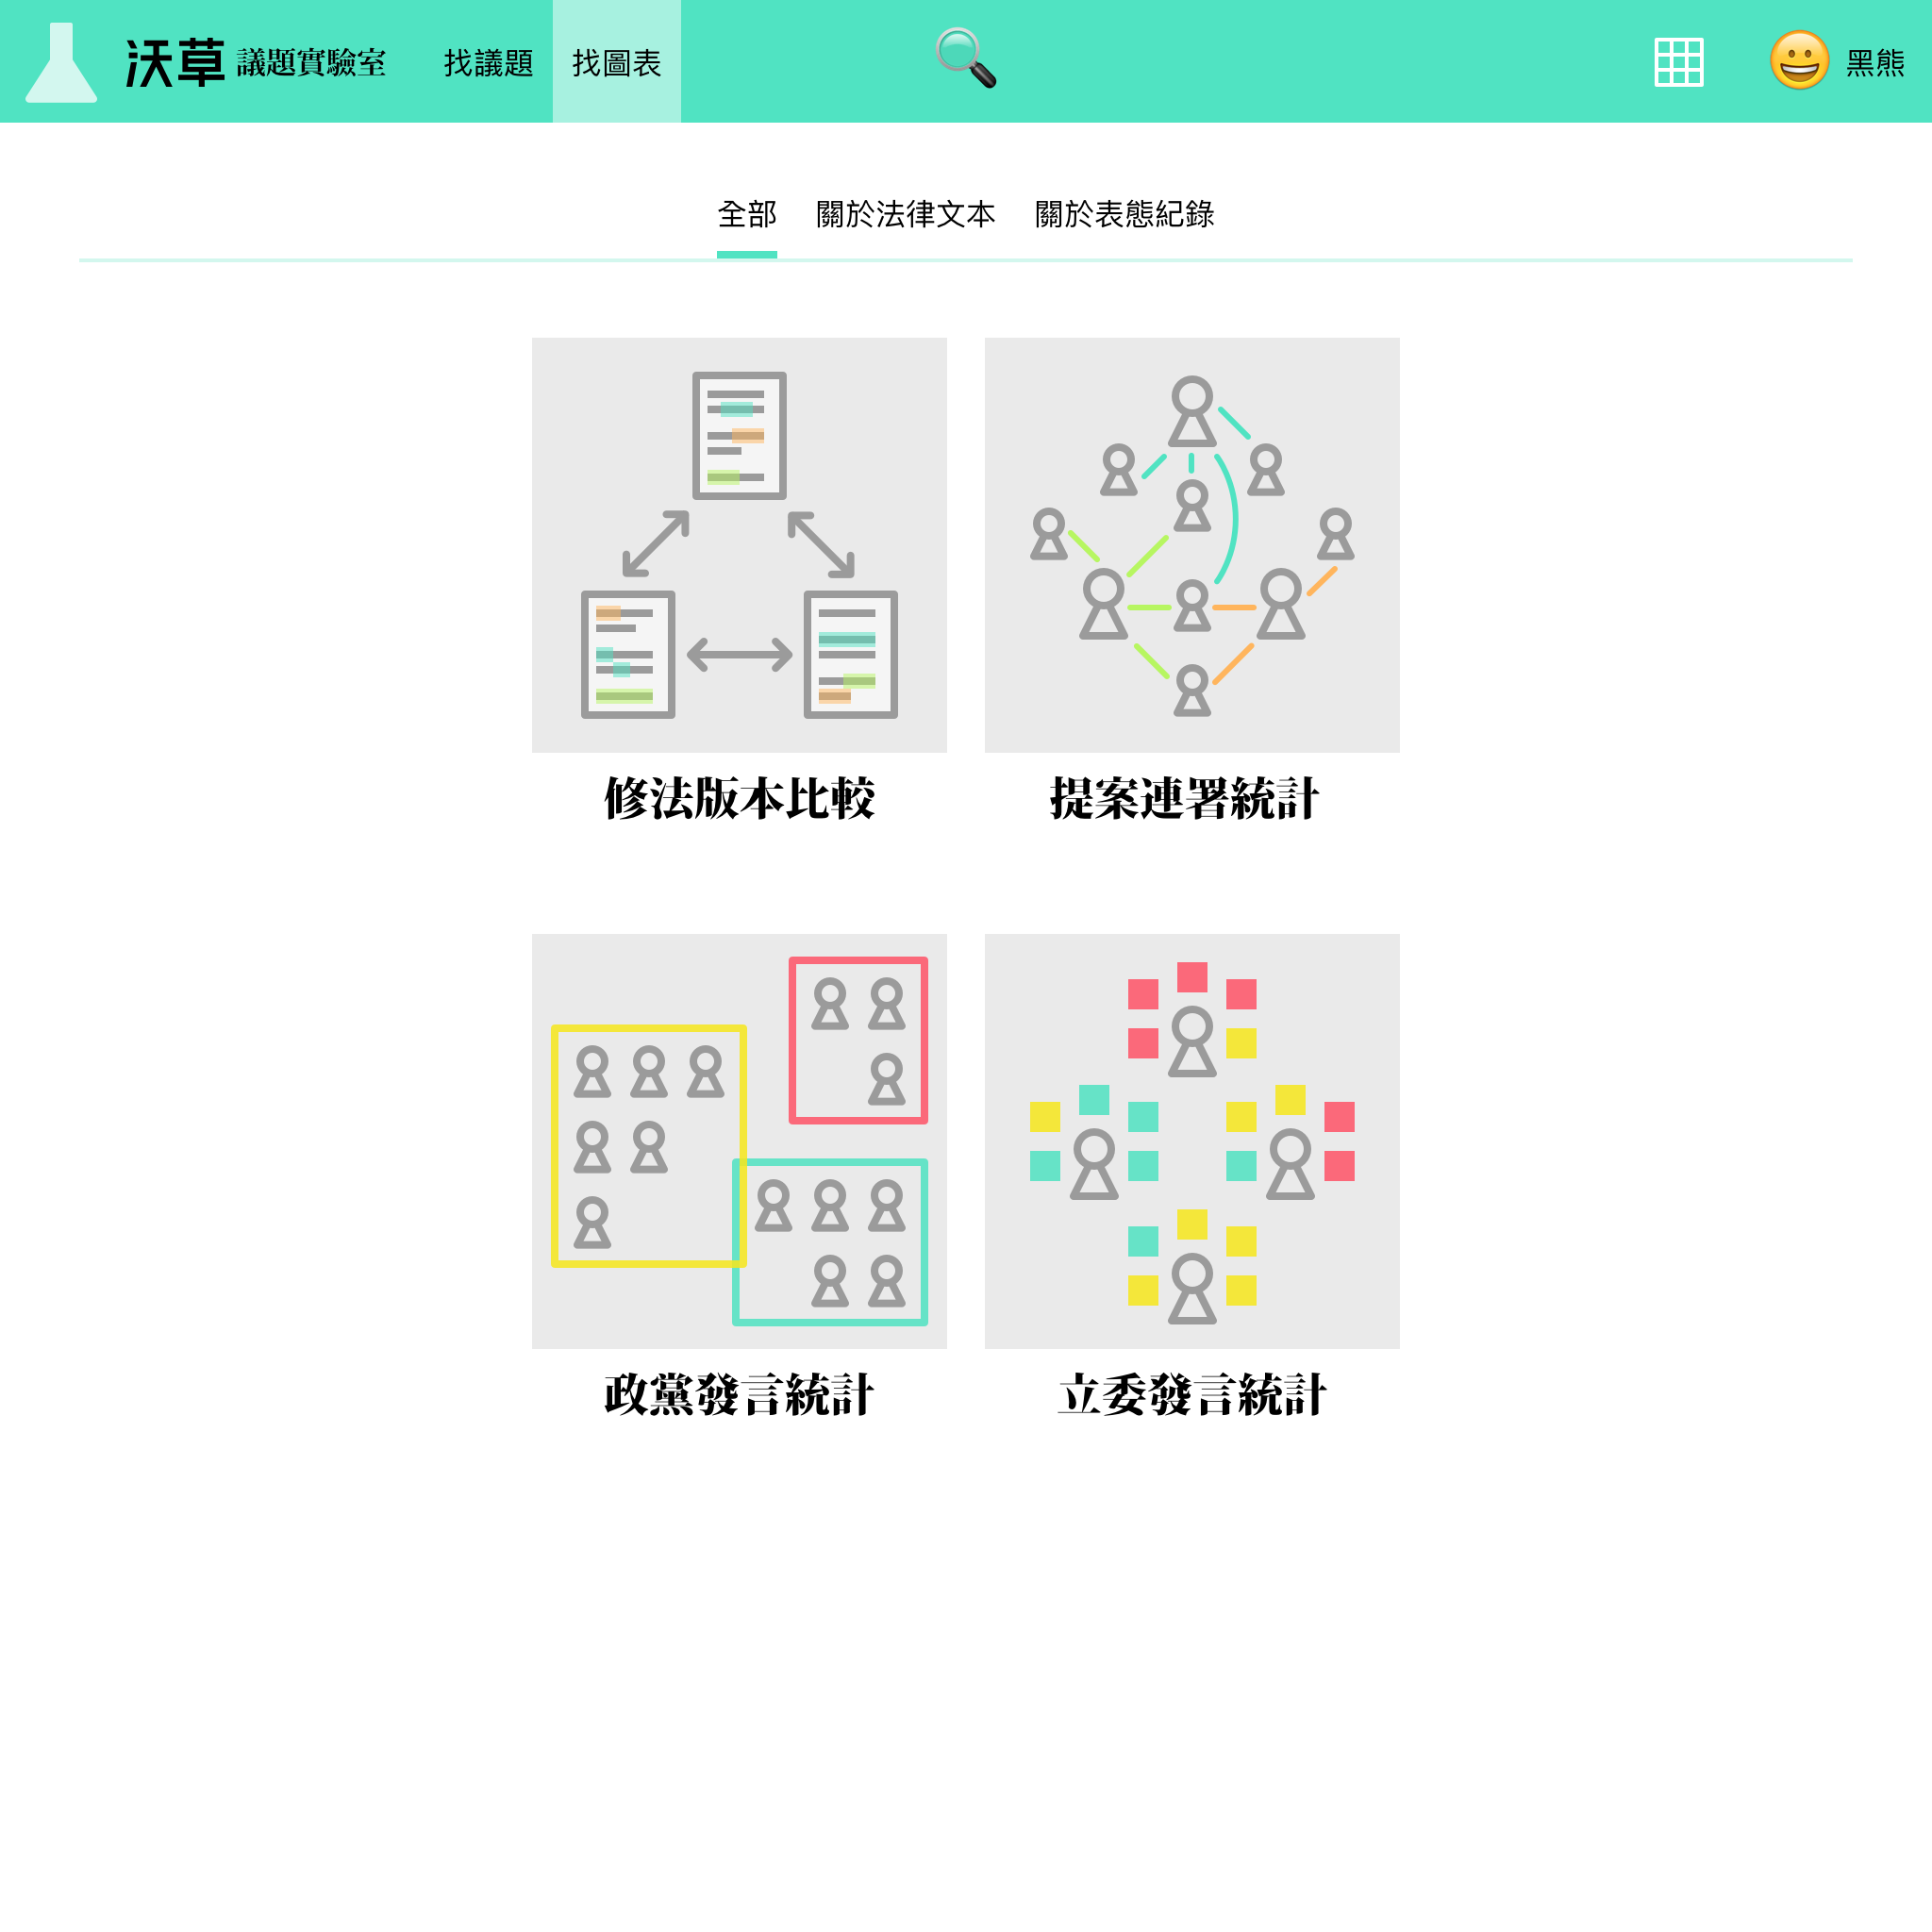 沃草 議題實驗室 找議題 找圖表 黑熊
全部 關於法律文本 關於表態紀錄
修法版本比較 提案連署統計
政黨發言統計 立委發言統計